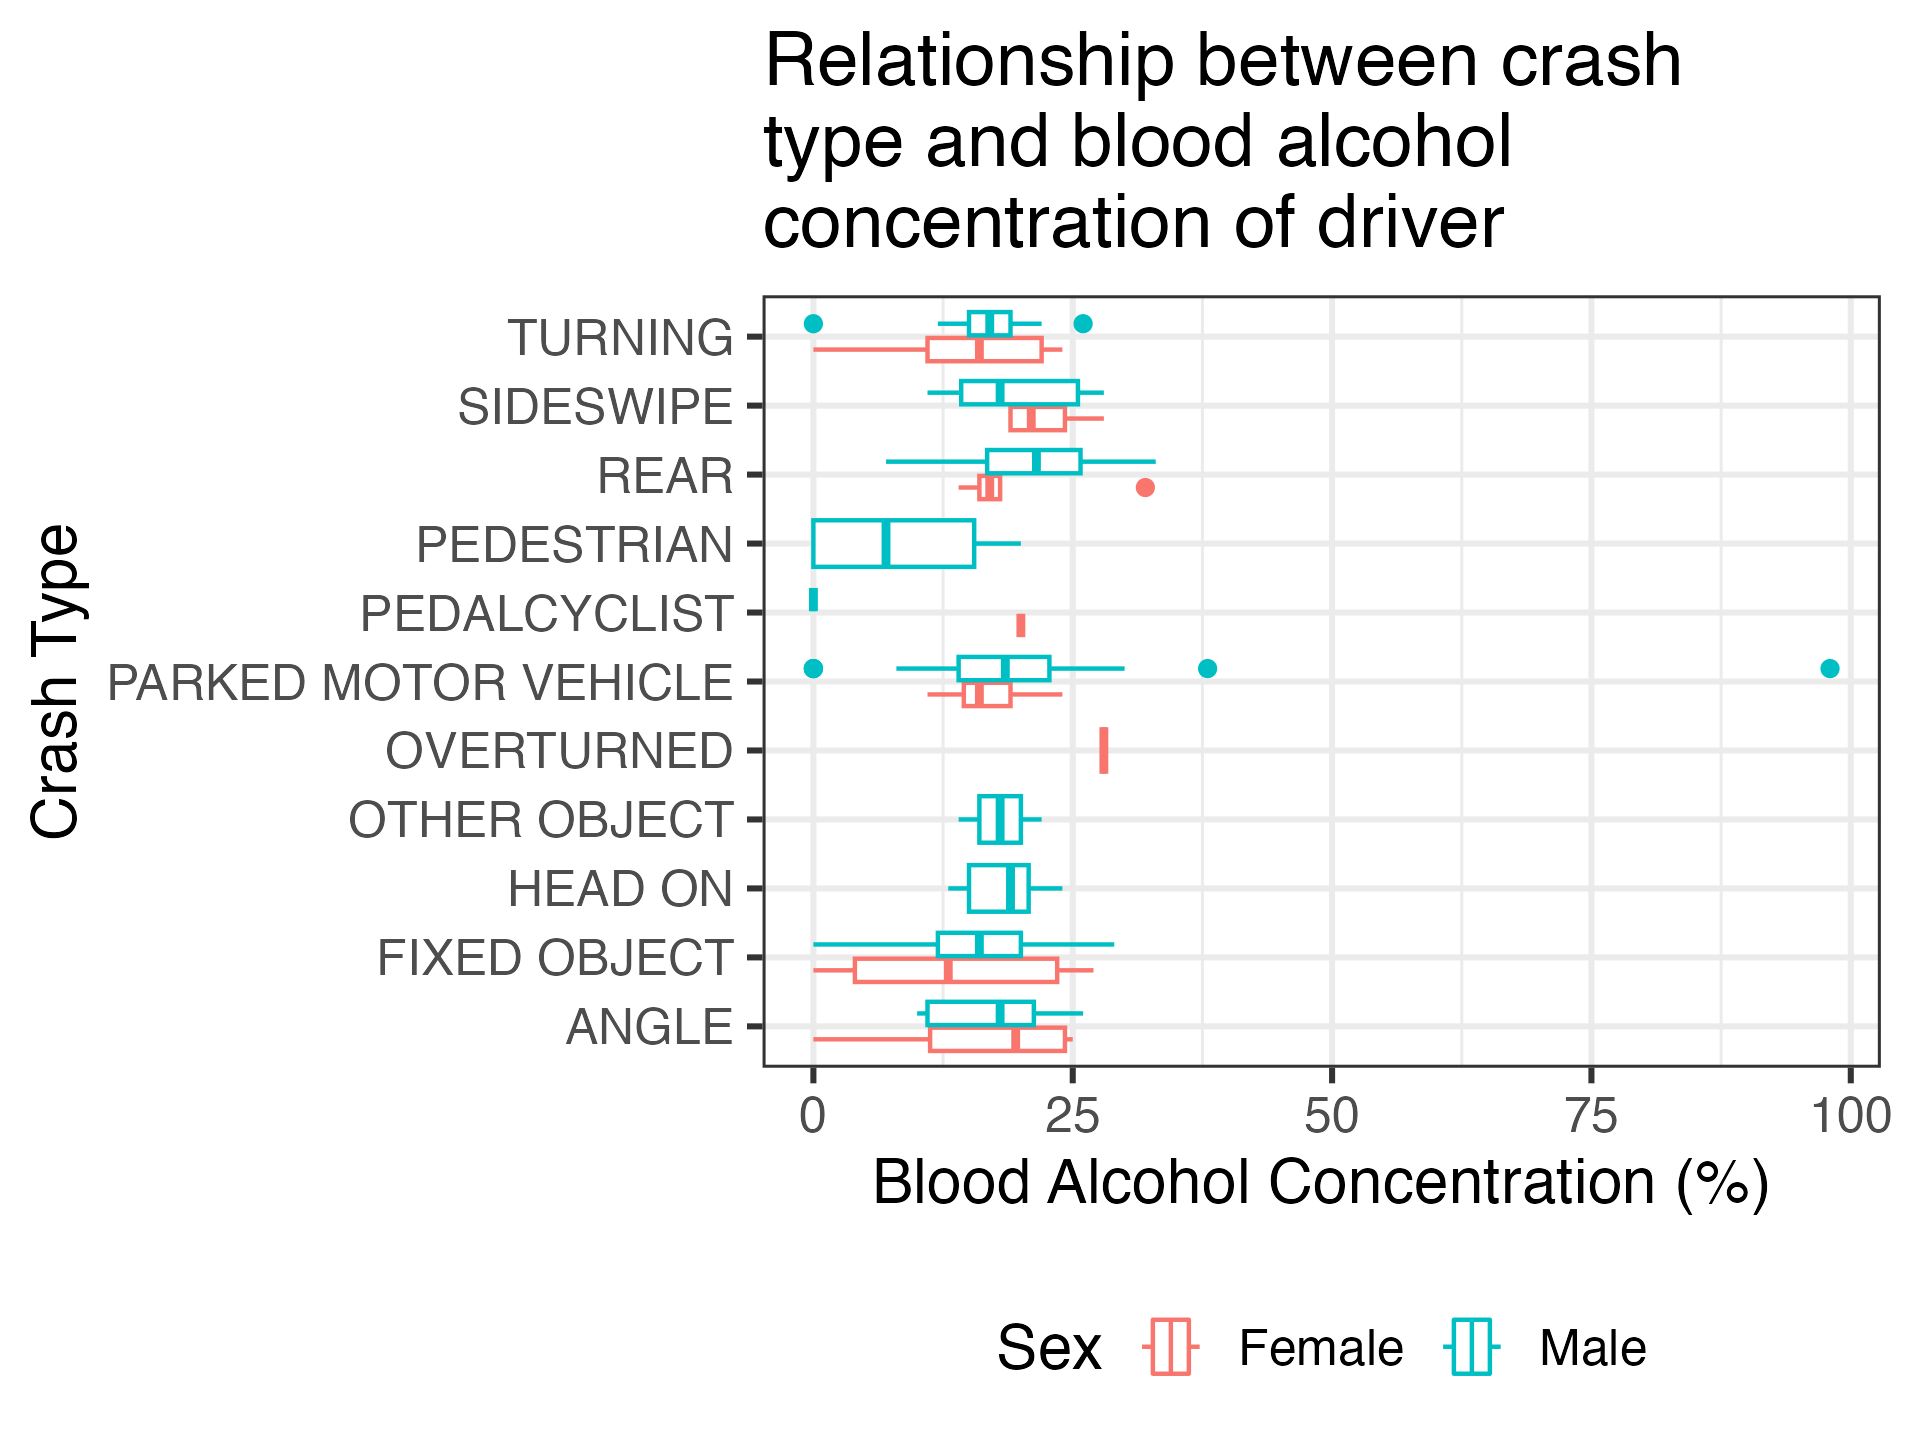 Relationship between crash
type and blood alcohol
concentration of driver
Crash Type
TURNING
SIDESWIPE
REAR
PEDESTRIAN
PEDALCYCLIST
PARKED MOTOR VEHICLE
OVERTURNED
OTHER OBJECT
HEAD ON
FIXED OBJECT
ANGLE
0 25 50 75 100
Blood Alcohol Concentration (%)
Sex Female Male